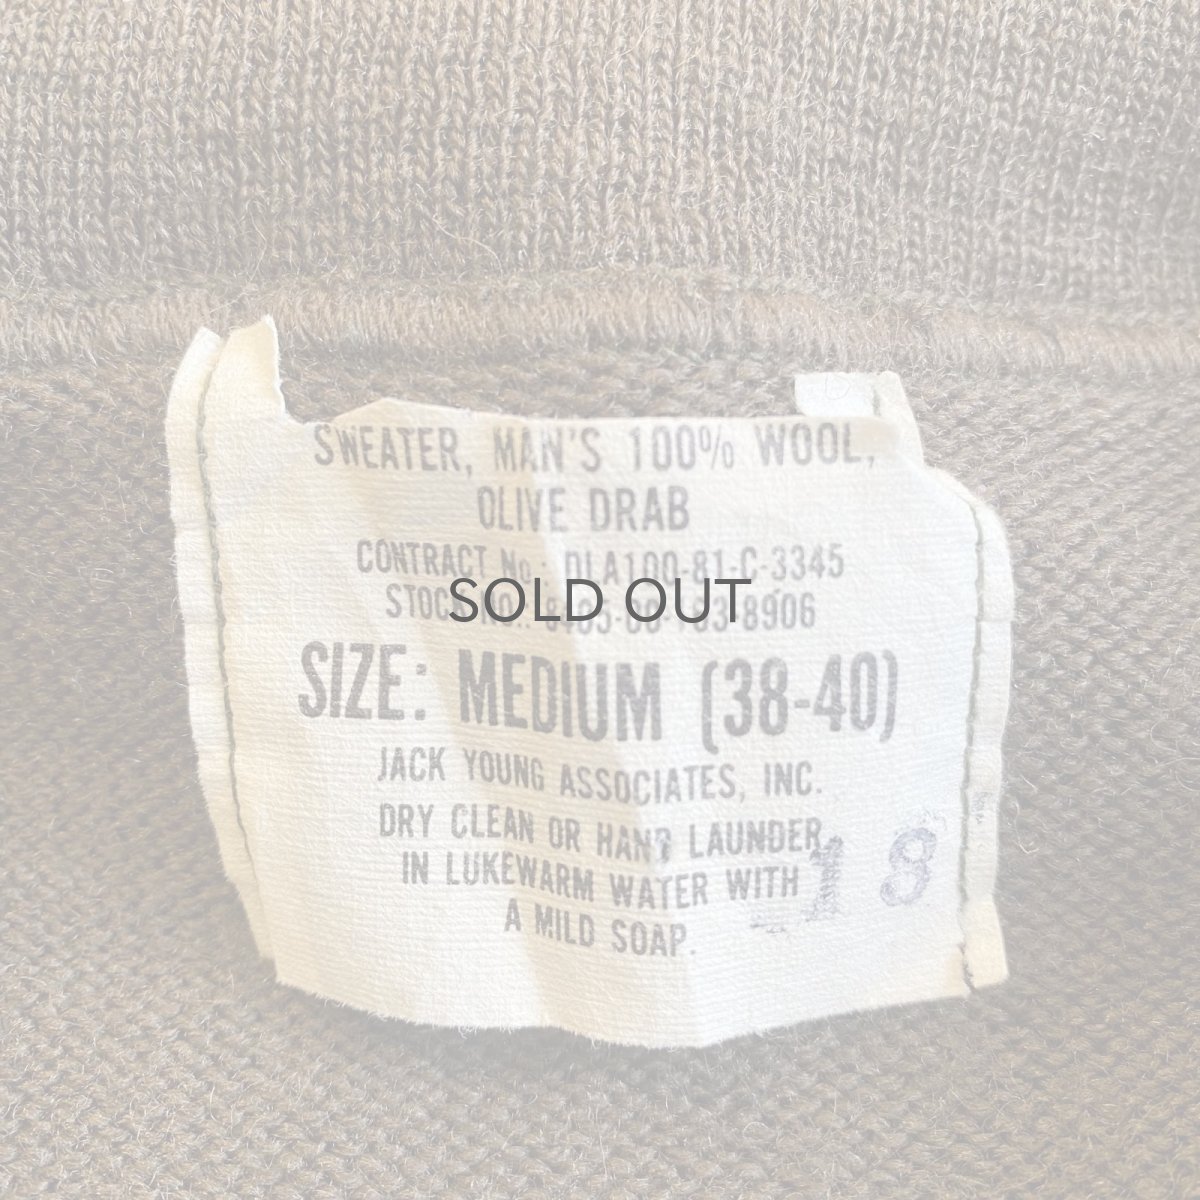 SWEATER, MAN'S 100% WOOL,
OLIVE DRAB
CONTRACT No.: DLA100-81-C-3345
SOLD OUT
SIZE: MEDIUM (38-40)
JACK YOUNG ASSOCIATES, INC.
DRY CLEAN OR HAND LAUNDER
IN LUKEWARM WATER WITH
A MILD SOAP.
18